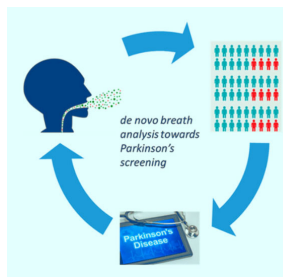 de novo breath
analysis towards
Parkinson's
screening
Parkinson's
Disease